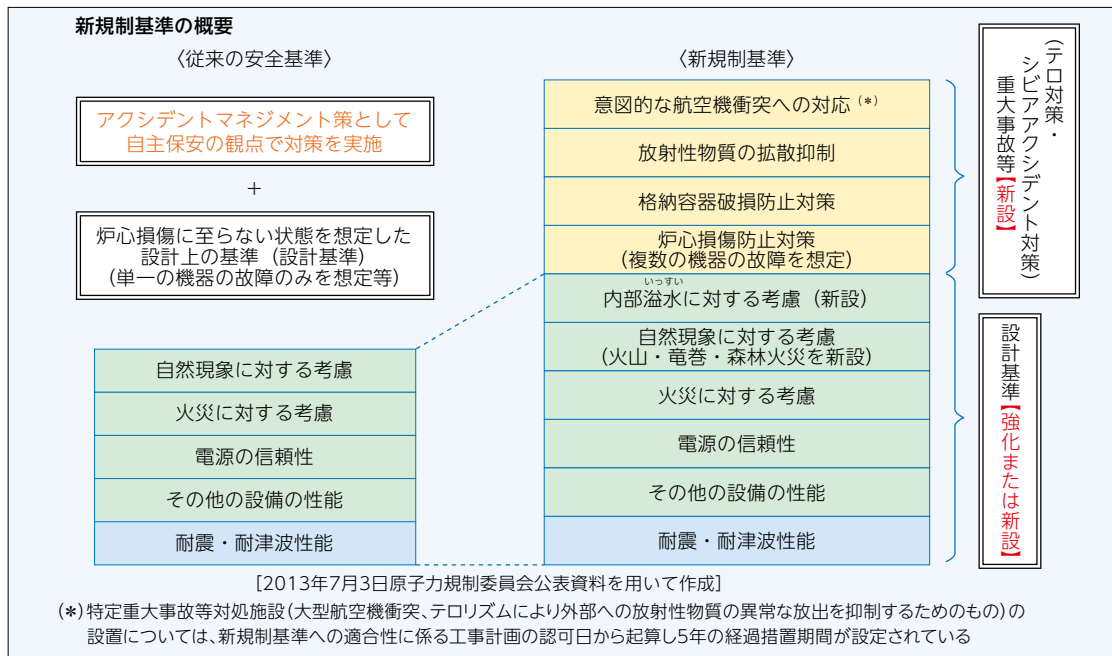 新規制基準の概要
〈従来の安全基準〉
アクシデントマネジメント策として
自主保安の観点で対策を実施
+
炉心損傷に至らない状態を想定した
設計上の基準（設計基準）
(単一の機器の故障のみを想定等)
自然現象に対する考慮
火災に対する考慮
電源の信頼性
その他の設備の性能
耐震・耐津波性能
〈新規制基準〉
意図的な航空機衝突への対応(*)
放射性物質の拡散抑制
格納容器破損防止対策
炉心損傷防止対策
(複数の機器の故障を想定)
いっすい
内部溢水に対する考慮（新設）
自然現象に対する考慮
(火山・竜巻・森林火災を新設)
火災に対する考慮
電源の信頼性
その他の設備の性能
耐震・耐津波性能
(テロ対策・
シビアアクシデント対策)
重大事故等【新設】
設計基準【強化または新設】
[2013年7月3日原子力規制委員会公表資料を用いて作成]
(*)特定重大事故等対処施設(大型航空機衝突、テロリズムにより外部への放射性物質の異常な放出を抑制するためのもの)の
設置については、新規制基準への適合性に係る工事計画の認可日から起算し5年の経過措置期間が設定されている